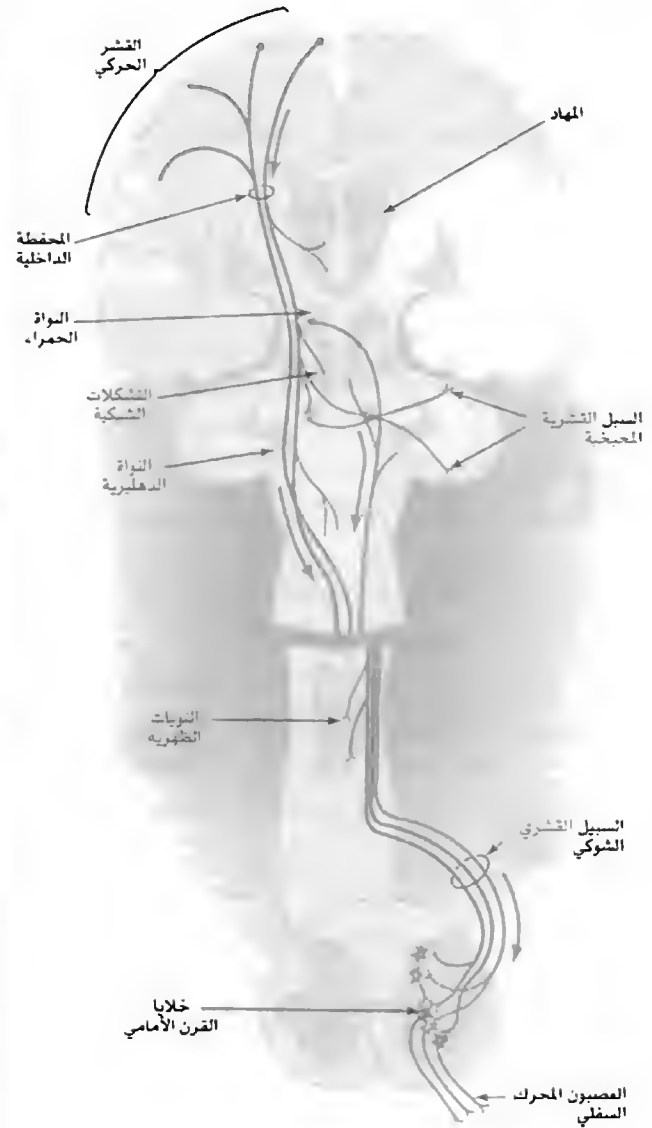 القشر
الحركي
المهاد
المحفظة
الداخلية
النواة
الحمراء
التشكلات
الشبكية
السبل القشرية
المخيخية
النواة
الدهليزية
النويات
الظهرية
السبيل القشري
الشوكي
خلايا
القرن الأمامي
العصبون المحرك
السفلي